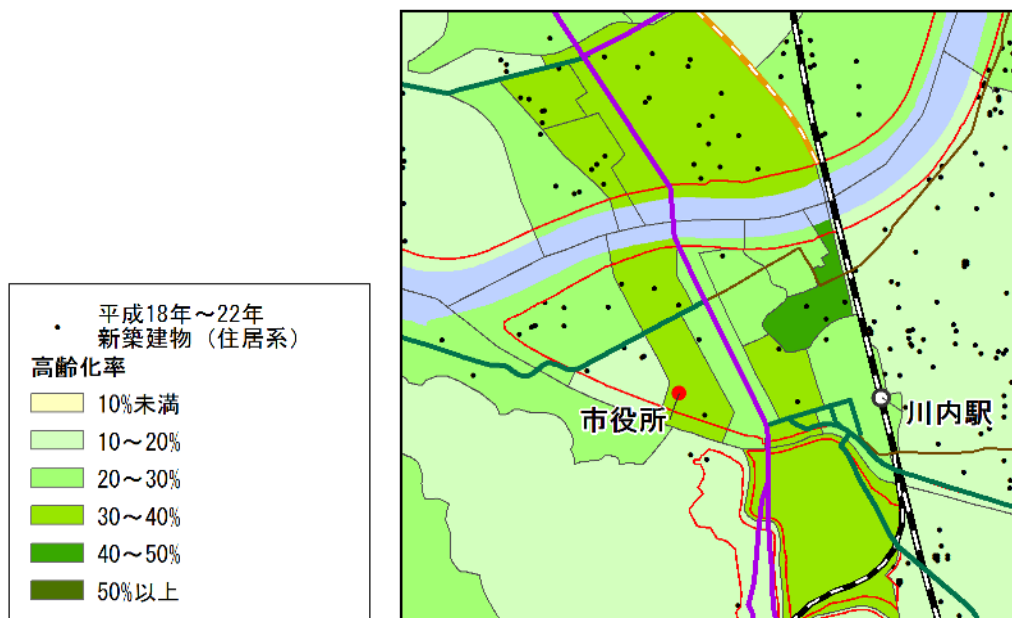 平成18年～22年
新築建物（住居系）
高齢化率
10%未満
10～20%
20～30%
30～40%
40～50%
50%以上
市役所
川内駅